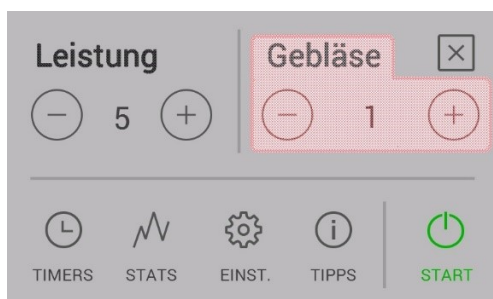 Leistung
Gebläse
5
1
TIMERS
STATS
EINST.
TIPPS
START